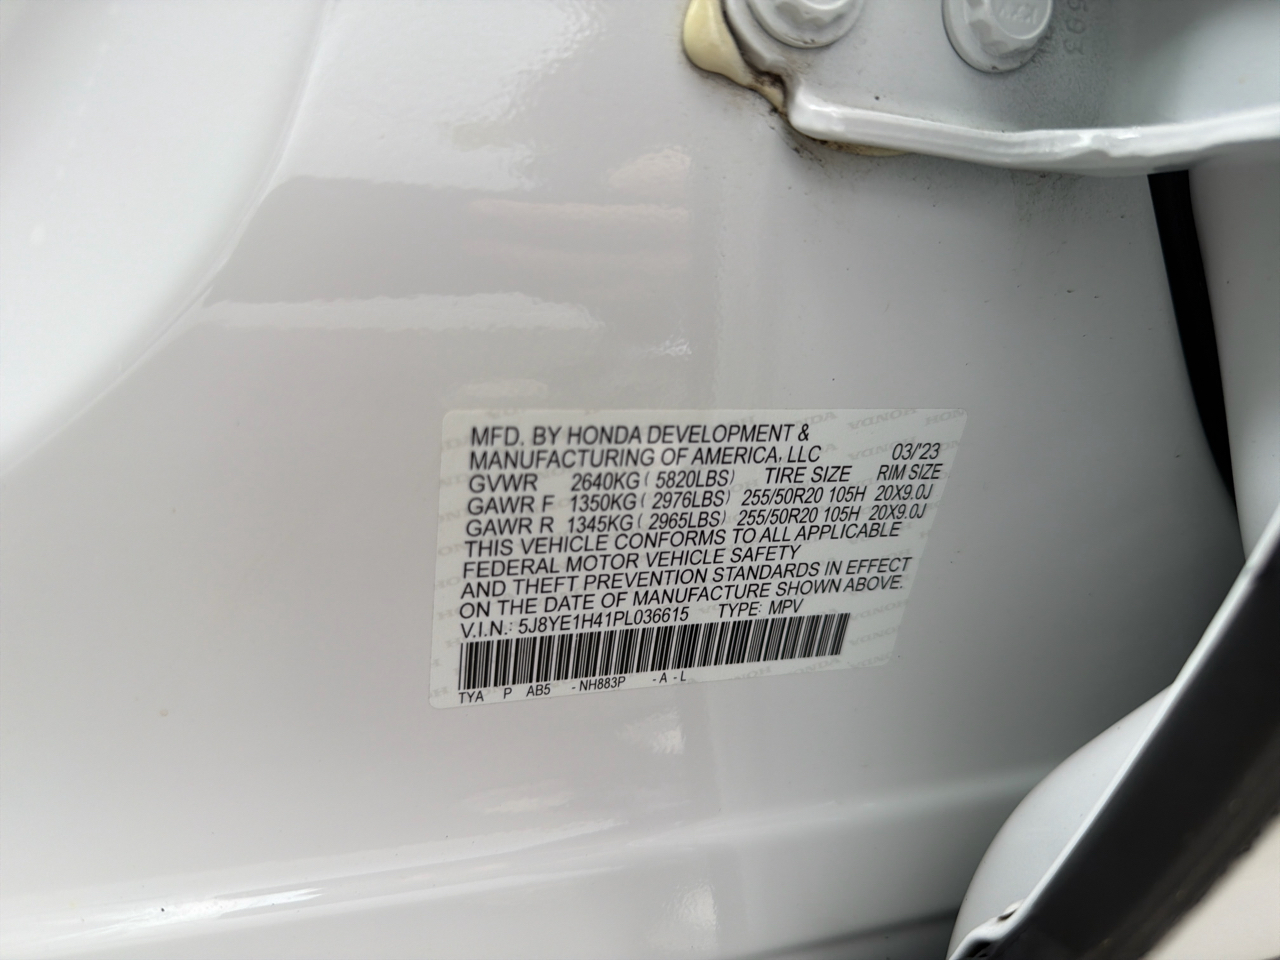 MFD. BY HONDA DEVELOPMENT &
MANUFACTURING OF AMERICA, LLC 03/'23
GVWR 2640KG ( 5820LBS) TIRE SIZE RIM SIZE
GAWR F 1350KG ( 2976LBS) 255/50R20 105H 20X9.0J
GAWR R 1345KG ( 2965LBS) 255/50R20 105H 20X9.0J
THIS VEHICLE CONFORMS TO ALL APPLICABLE
FEDERAL MOTOR VEHICLE SAFETY
AND THEFT PREVENTION STANDARDS IN EFFECT
ON THE DATE OF MANUFACTURE SHOWN ABOVE.
V.I.N.: 5J8YE1H41PL036615 TYPE: MPV
TYA P AB5 -NH883P -A-L